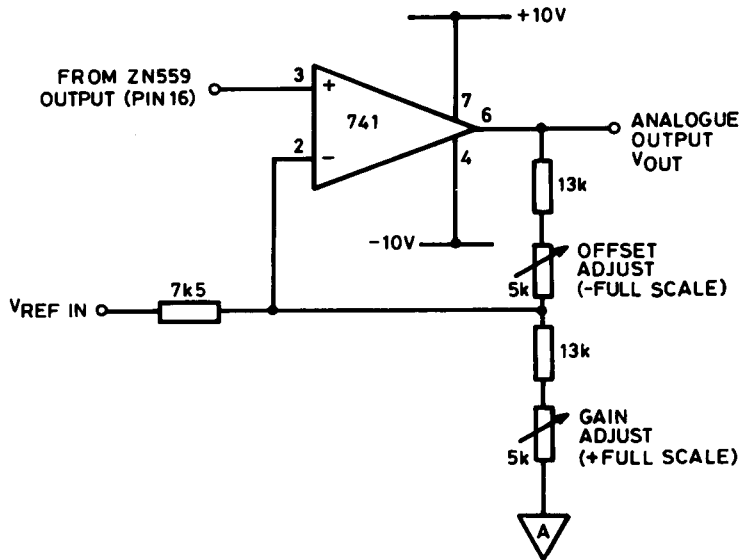 +10V
FROM ZN559
OUTPUT (PIN 16)
3
+
7
741
6
ANALOGUE
OUTPUT
VOUT
2
−
4
13k
−10V
OFFSET
ADJUST
(−FULL SCALE)
5k
VREF IN
7k5
13k
GAIN
ADJUST
(+FULL SCALE)
5k
A